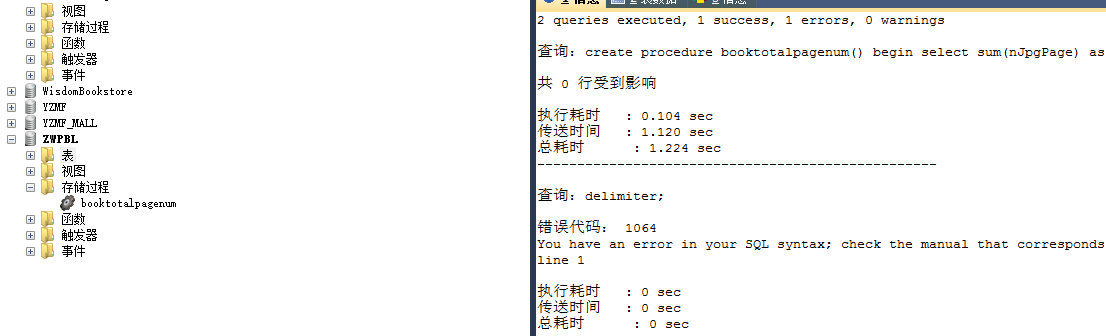 视图
存储过程
函数
触发器
事件
WisdomBookstore
YZMF
YZMF_MALL
ZWPBL
表
视图
存储过程
booktotalpagenum
函数
触发器
事件
2 queries executed, 1 success, 1 errors, 0 warnings
查询: create procedure booktotalpagenum() begin select sum(nJpgPage) as
共 0 行受到影响
执行耗时 : 0.104 sec
传送时间 : 1.120 sec
总耗时 : 1.224 sec
--------------------------------------------------
查询: delimiter;
错误代码: 1064
You have an error in your SQL syntax; check the manual that corresponds
line 1
执行耗时 : 0 sec
传送时间 : 0 sec
总耗时 : 0 sec